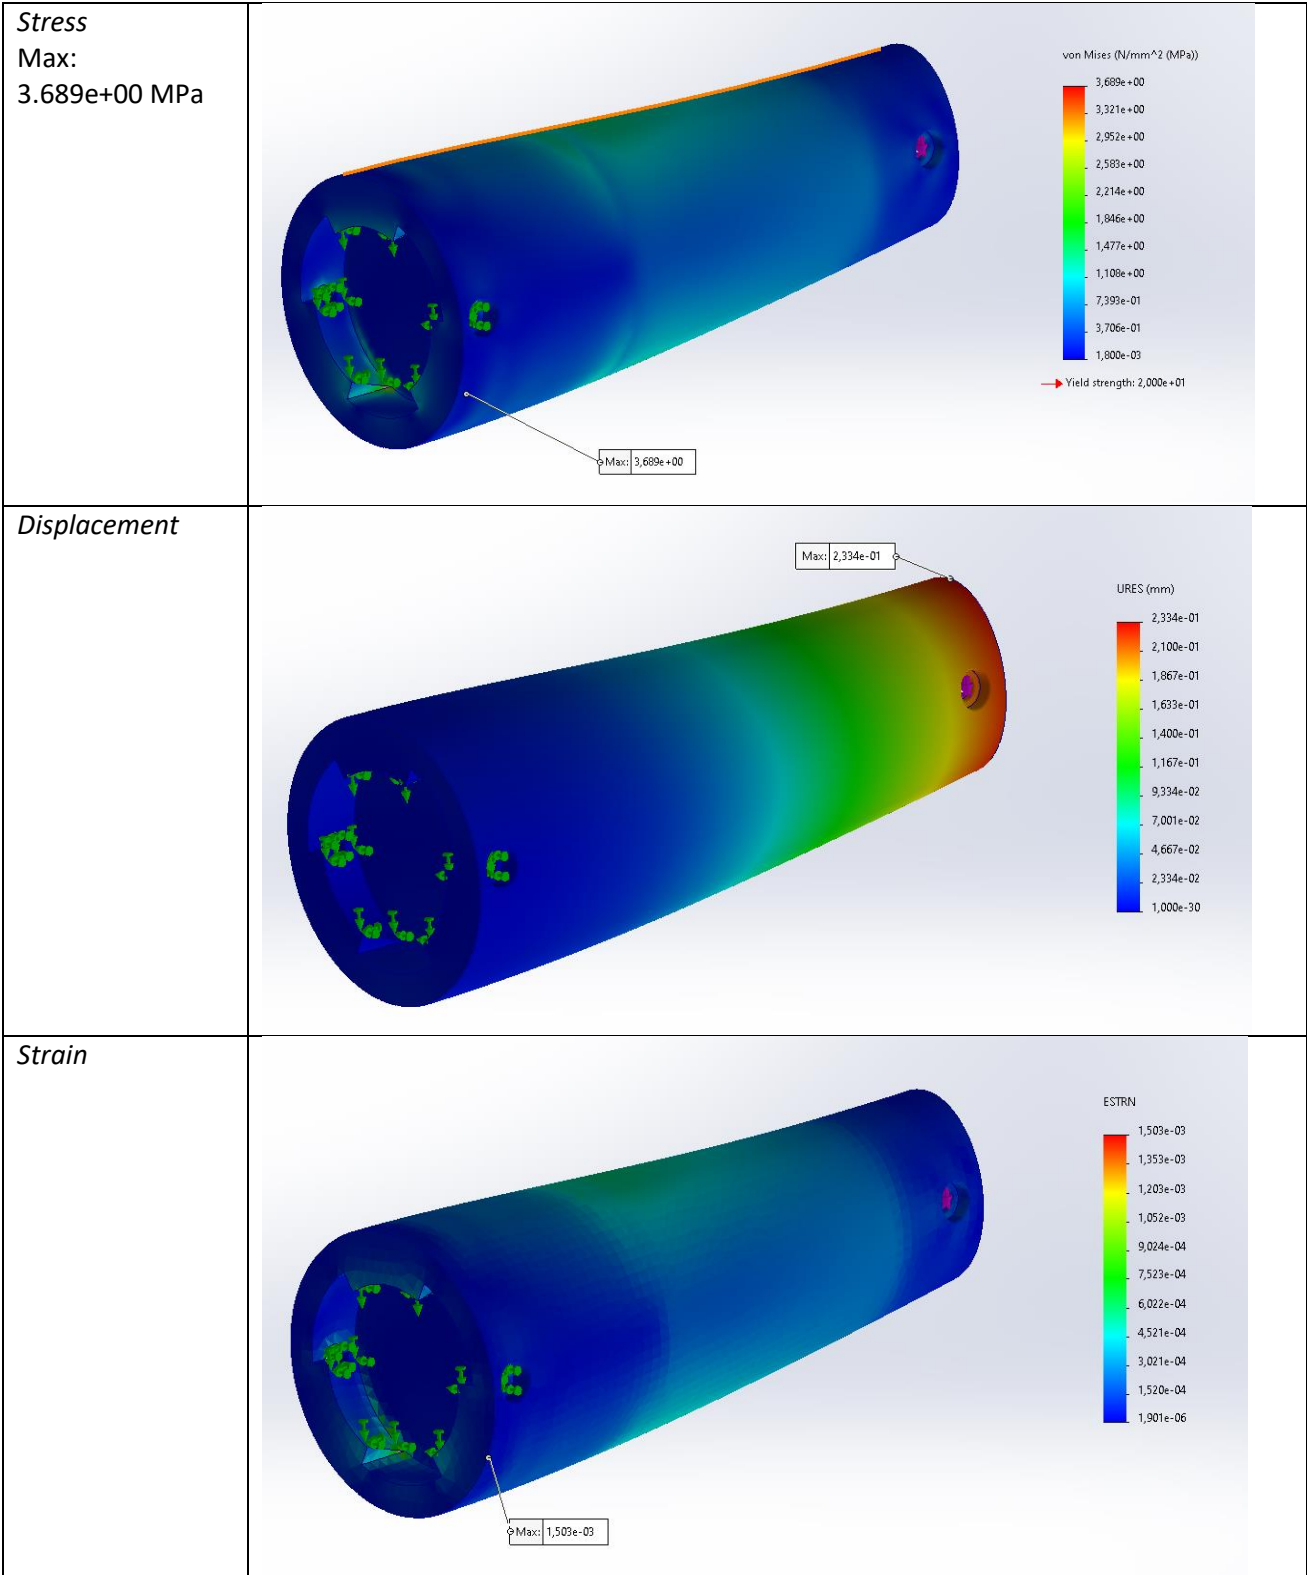 Stress
Max:
3.689e+00 MPa
von Mises (N/mm^2 (MPa))
3,689e+00
3,321e+00
2,952e+00
2,583e+00
2,214e+00
1,846e+00
1,477e+00
1,108e+00
7,393e-01
3,706e-01
1,800e-03
Yield strength: 2,000e+01
Max: 3,689e+00
Displacement
Max: 2,334e-01
URES (mm)
2,334e-01
2,100e-01
1,867e-01
1,633e-01
1,400e-01
1,167e-01
9,334e-02
7,001e-02
4,667e-02
2,334e-02
1,000e-30
Strain
ESTRN
1,503e-03
1,353e-03
1,203e-03
1,052e-03
9,024e-04
7,523e-04
6,022e-04
4,521e-04
3,021e-04
1,520e-04
1,901e-06
Max: 1,503e-03